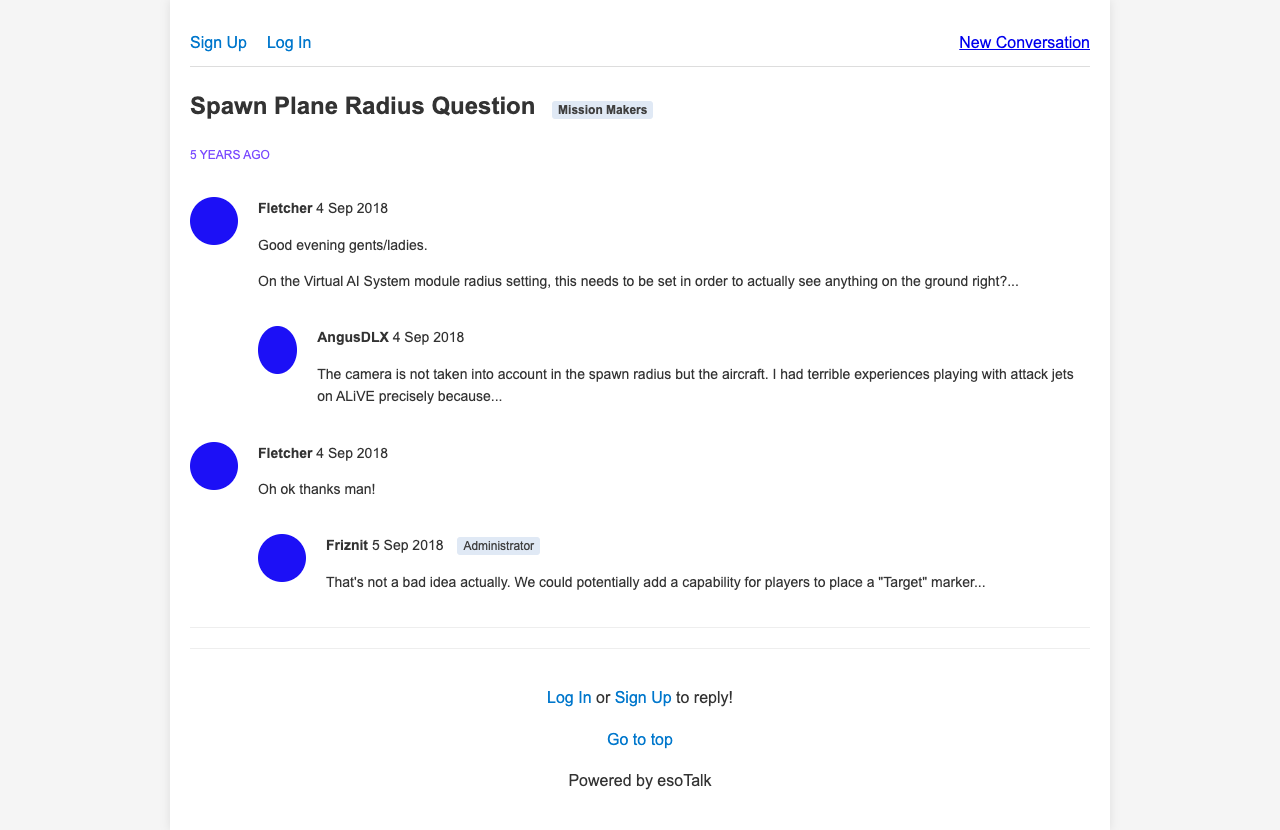 Sign Up Log In New Conversation
Spawn Plane Radius Question Mission Makers
5 YEARS AGO
Fletcher 4 Sep 2018
Good evening gents/ladies.
On the Virtual AI System module radius setting, this needs to be set in order to actually see anything on the ground right?...
AngusDLX 4 Sep 2018
The camera is not taken into account in the spawn radius but the aircraft. I had terrible experiences playing with attack jets
on ALiVE precisely because...
Fletcher 4 Sep 2018
Oh ok thanks man!
Friznit 5 Sep 2018 Administrator
That's not a bad idea actually. We could potentially add a capability for players to place a "Target" marker...
Log In or Sign Up to reply!
Go to top
Powered by esoTalk